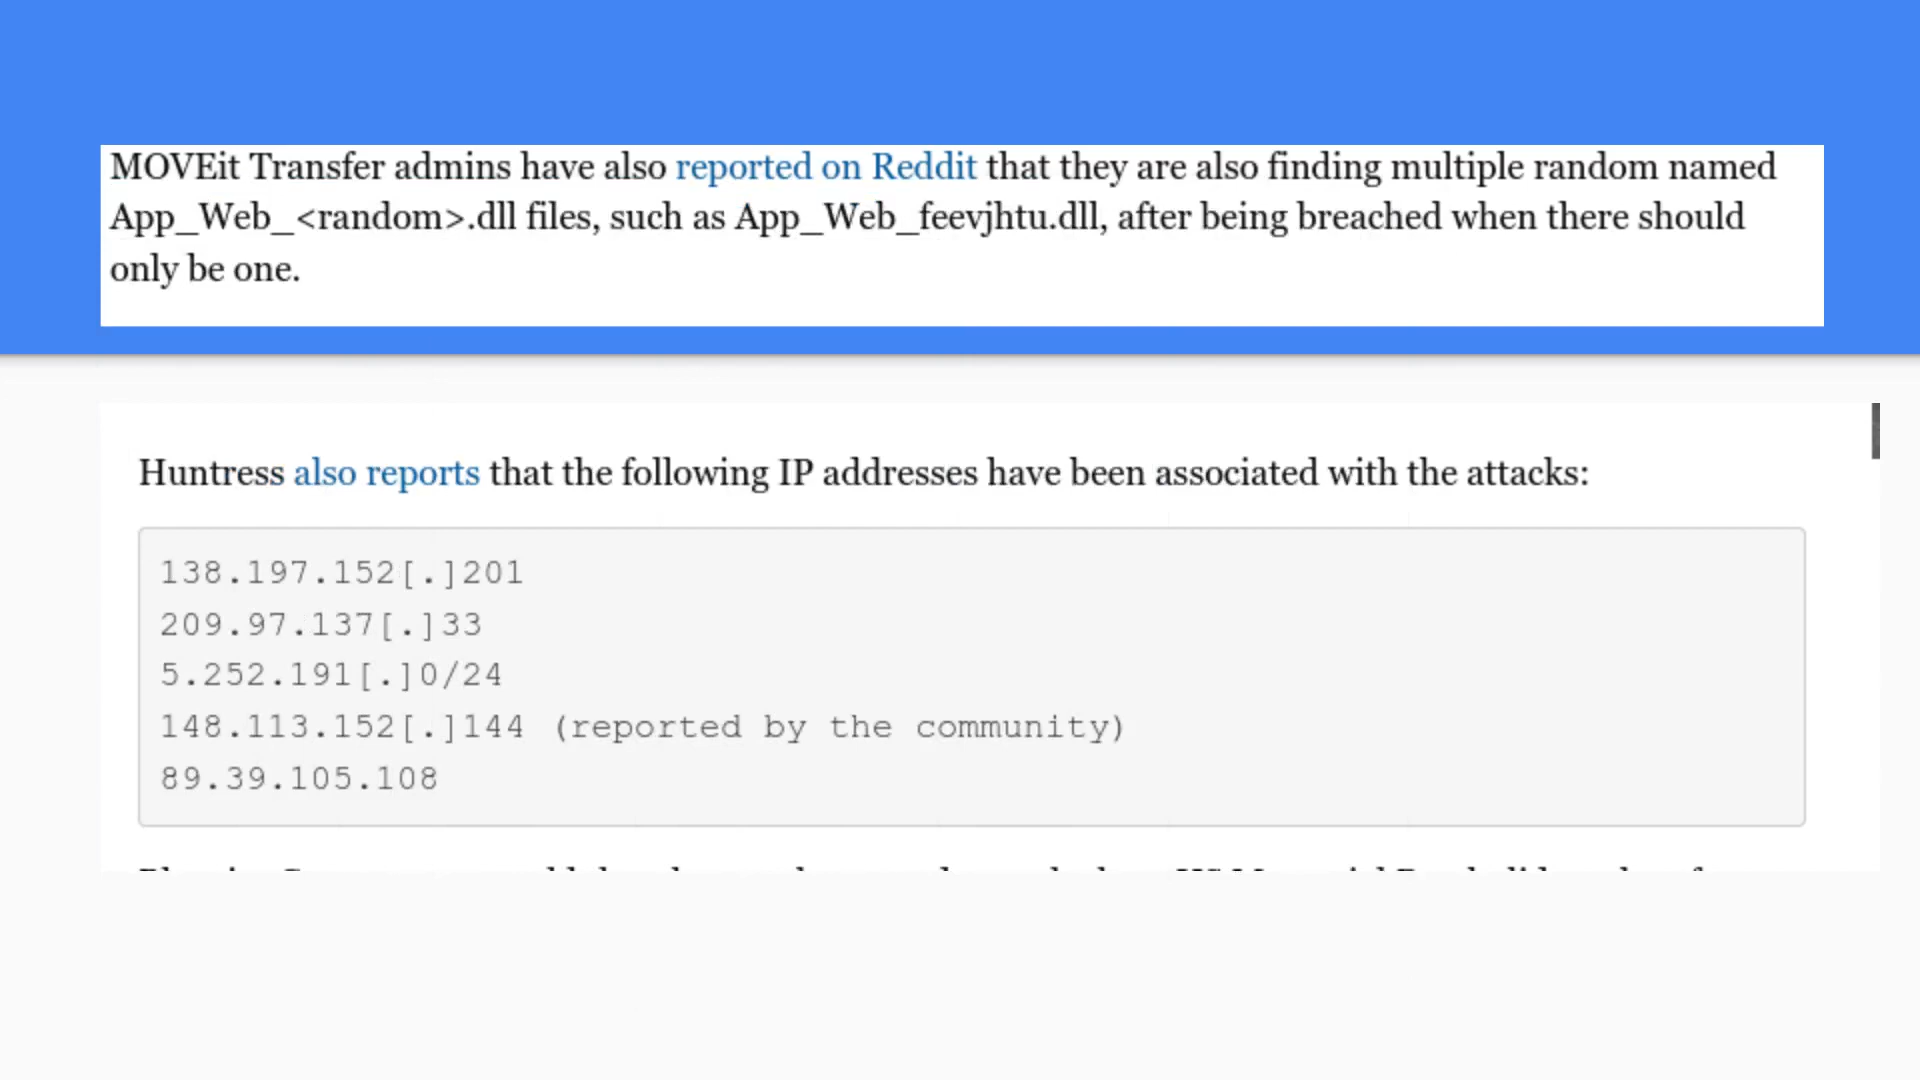 MOVEit Transfer admins have also reported on Reddit that they are also finding multiple random named
App_Web_<random>.dll files, such as App_Web_feevjhtu.dll, after being breached when there should
only be one.
Huntress also reports that the following IP addresses have been associated with the attacks:
138.197.152[.]201
209.97.137[.]33
5.252.191[.]0/24
148.113.152[.]144 (reported by the community)
89.39.105.108